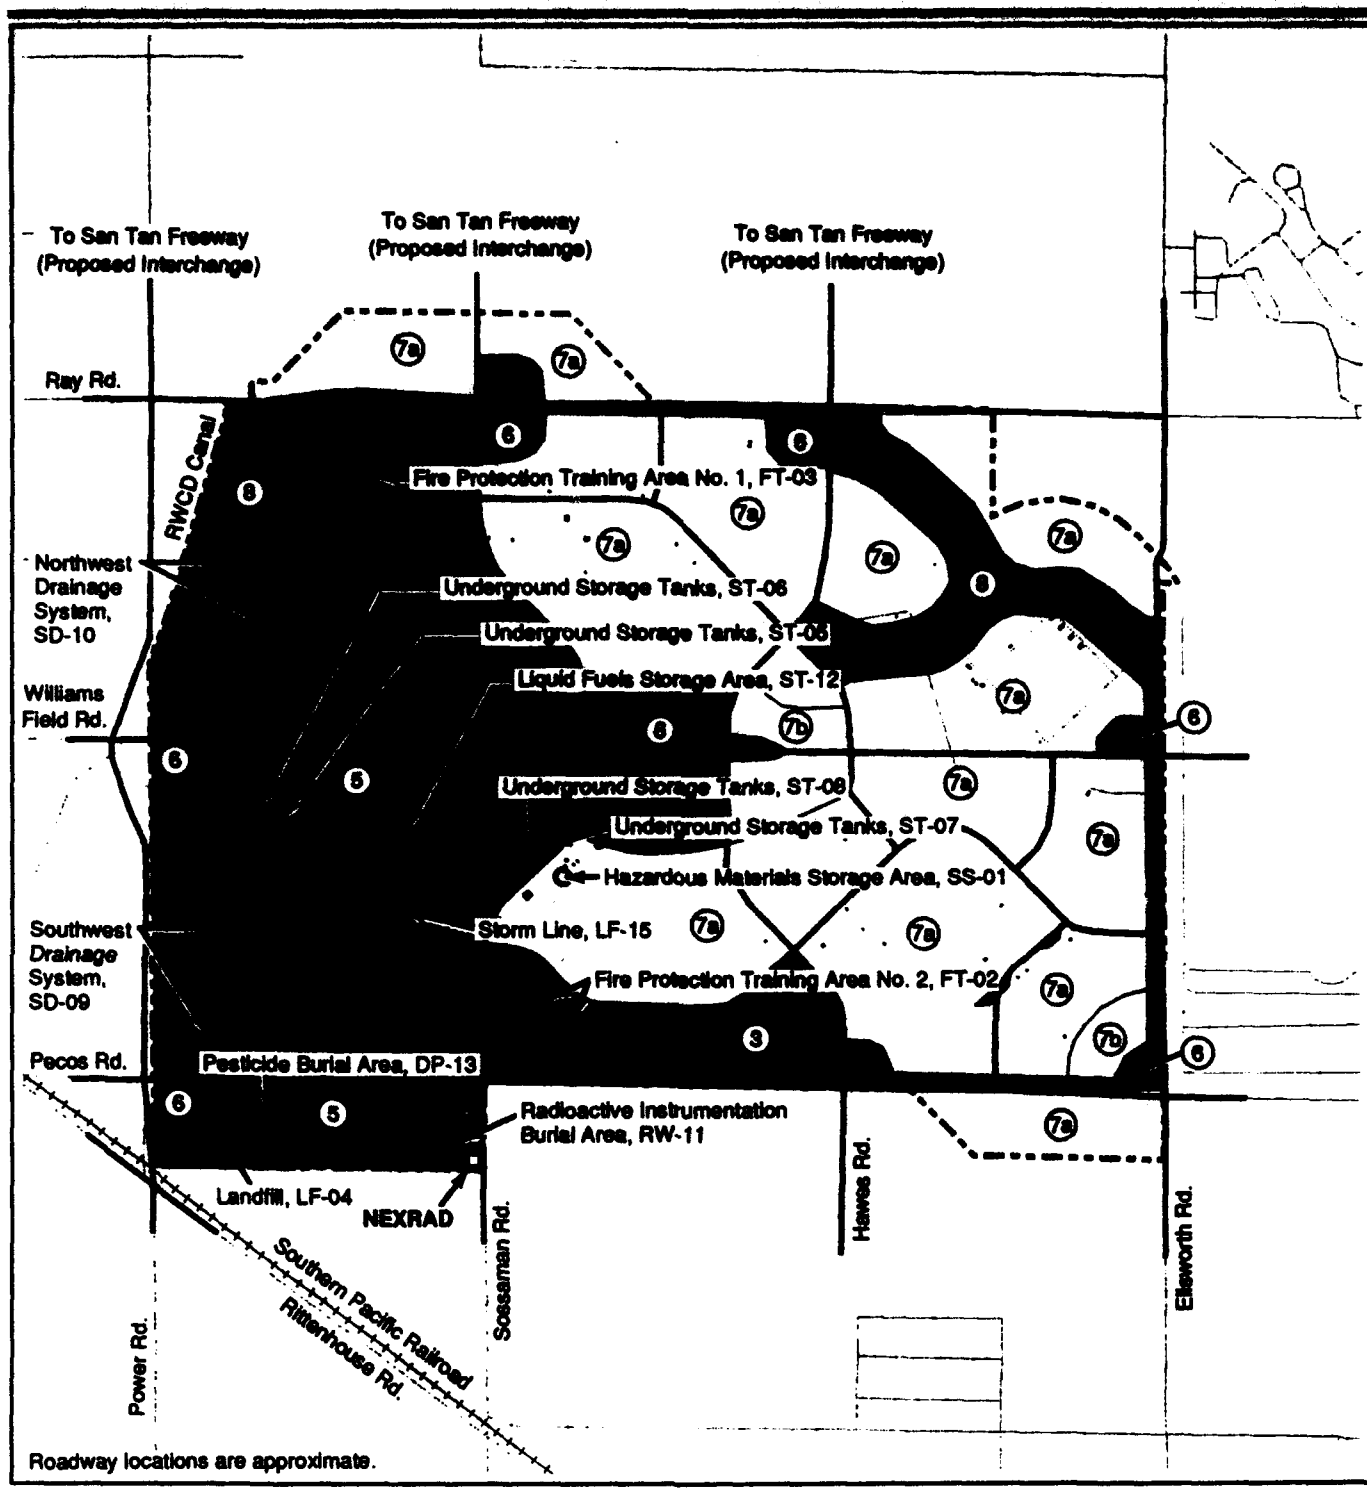 To San Tan Freeway
(Proposed Interchange)
To San Tan Freeway
(Proposed Interchange)
To San Tan Freeway
(Proposed Interchange)
7a
7a
Ray Rd.
RWCD Canal
6
6
8
Fire Protection Training Area No. 1, FT-03
7a
7a
7a
7a
Northwest
Drainage
System,
SD-10
Underground Storage Tanks, ST-06
8
Underground Storage Tanks, ST-05
Liquid Fuels Storage Area, ST-12
7a
Williams
Field Rd.
6
7b
6
6
5
Underground Storage Tanks, ST-08
7a
Underground Storage Tanks, ST-07
7a
Hazardous Materials Storage Area, SS-01
Southwest
Drainage
System,
SD-09
Storm Line, LF-15
7a
7a
Fire Protection Training Area No. 2, FT-02
7a
3
7b
6
Pecos Rd.
Pesticide Burial Area, DP-13
6
5
Radioactive Instrumentation
Burial Area, RW-11
7a
Landfill, LF-04
NEXRAD
Hawes Rd.
Sossaman Rd.
Ellsworth Rd.
Southern Pacific Railroad
Rittenhouse Rd.
Power Rd.
Roadway locations are approximate.